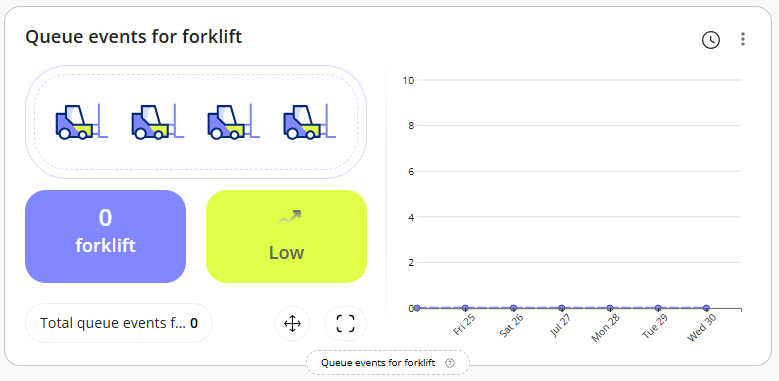 Queue events for forklift
0
forklift
Low
Total queue events f... 0
10
8
6
4
2
0
Fri 25
Sat 26
Jul 27
Mon 28
Tue 29
Wed 30
Queue events for forklift ?